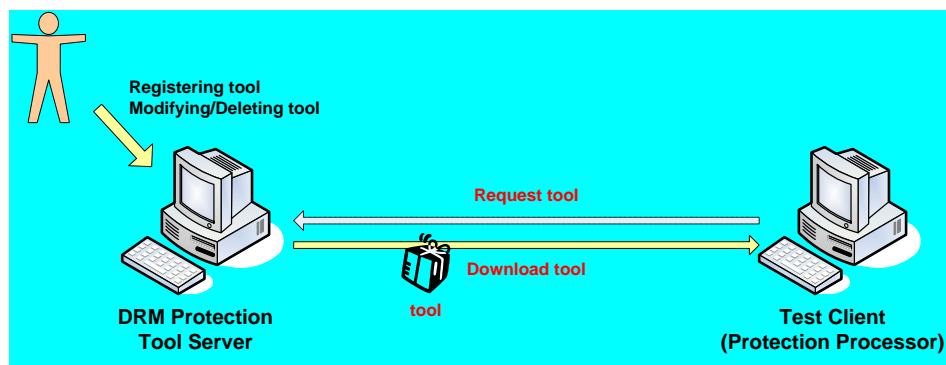 Registering tool
Modifying/Deleting tool
Request tool
Download tool
tool
DRM Protection
Tool Server
Test Client
(Protection Processor)